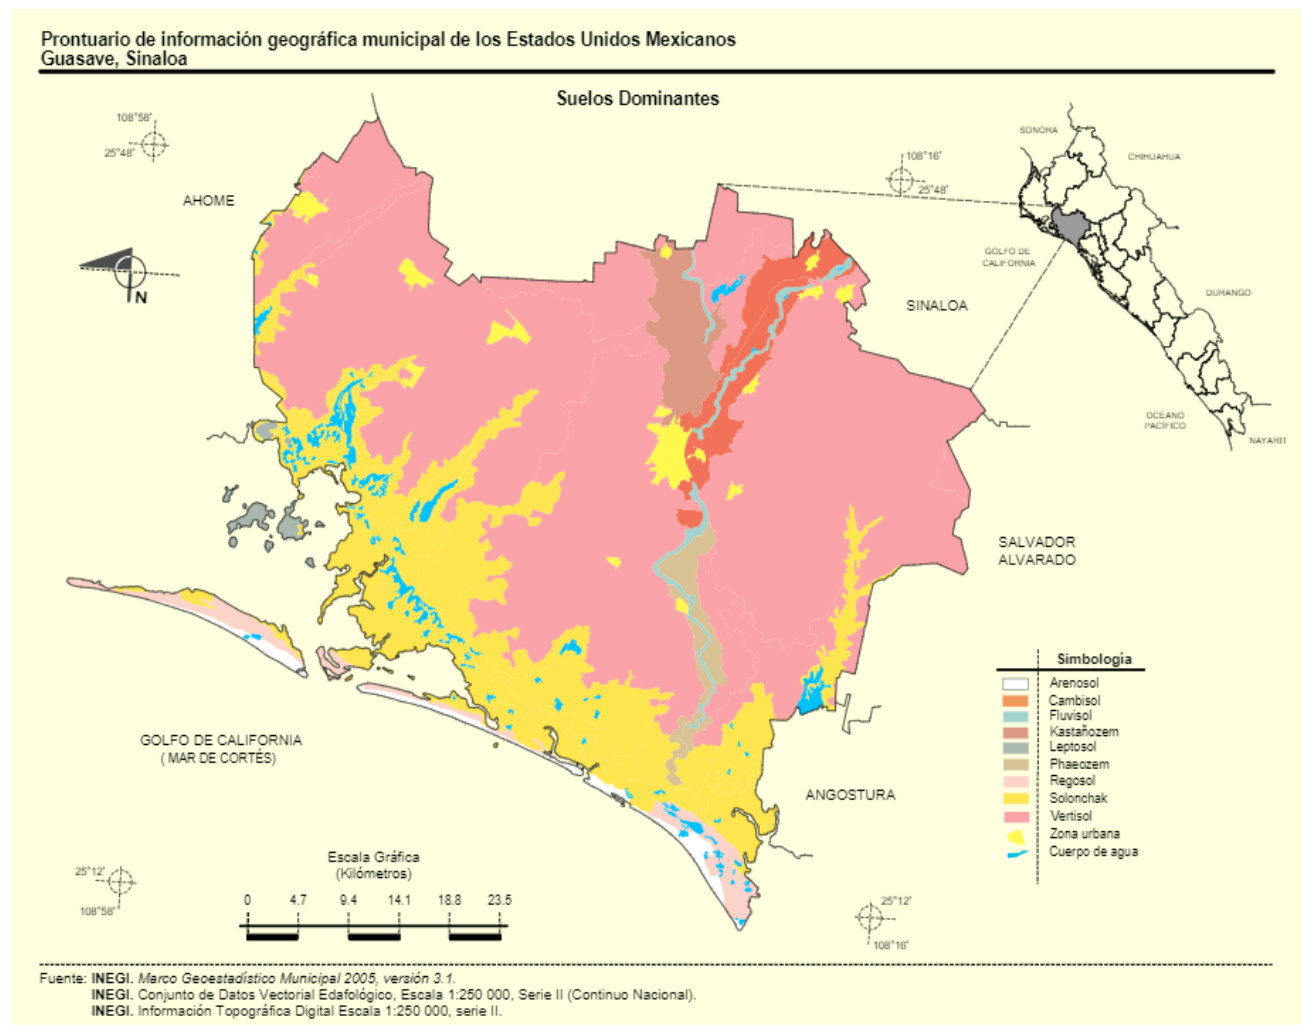 Prontuario de información geográfica municipal de los Estados Unidos Mexicanos
Guasave, Sinaloa
Suelos Dominantes
108°58'
25°48'
AHOME
N
108°16'
25°48'
SONORA
CHIHUAHUA
GOLFO DE
CALIFORNIA
DURANGO
OCÉANO
PACÍFICO
NAYARIT
SINALOA
SALVADOR
ALVARADO
GOLFO DE CALIFORNIA
( MAR DE CORTÉS)
ANGOSTURA
Simbología
Arenosol
Cambisol
Fluvisol
Kastañozem
Leptosol
Phaeozem
Regosol
Solonchak
Vertisol
Zona urbana
Cuerpo de agua
25°12'
108°58'
Escala Gráfica
(Kilómetros)
0 4.7 9.4 14.1 18.8 23.5
25°12'
108°16'
Fuente: INEGI. Marco Geoestadístico Municipal 2005, versión 3.1.
INEGI. Conjunto de Datos Vectorial Edafológico, Escala 1:250 000, Serie II (Continuo Nacional).
INEGI. Información Topográfica Digital Escala 1:250 000, serie II.